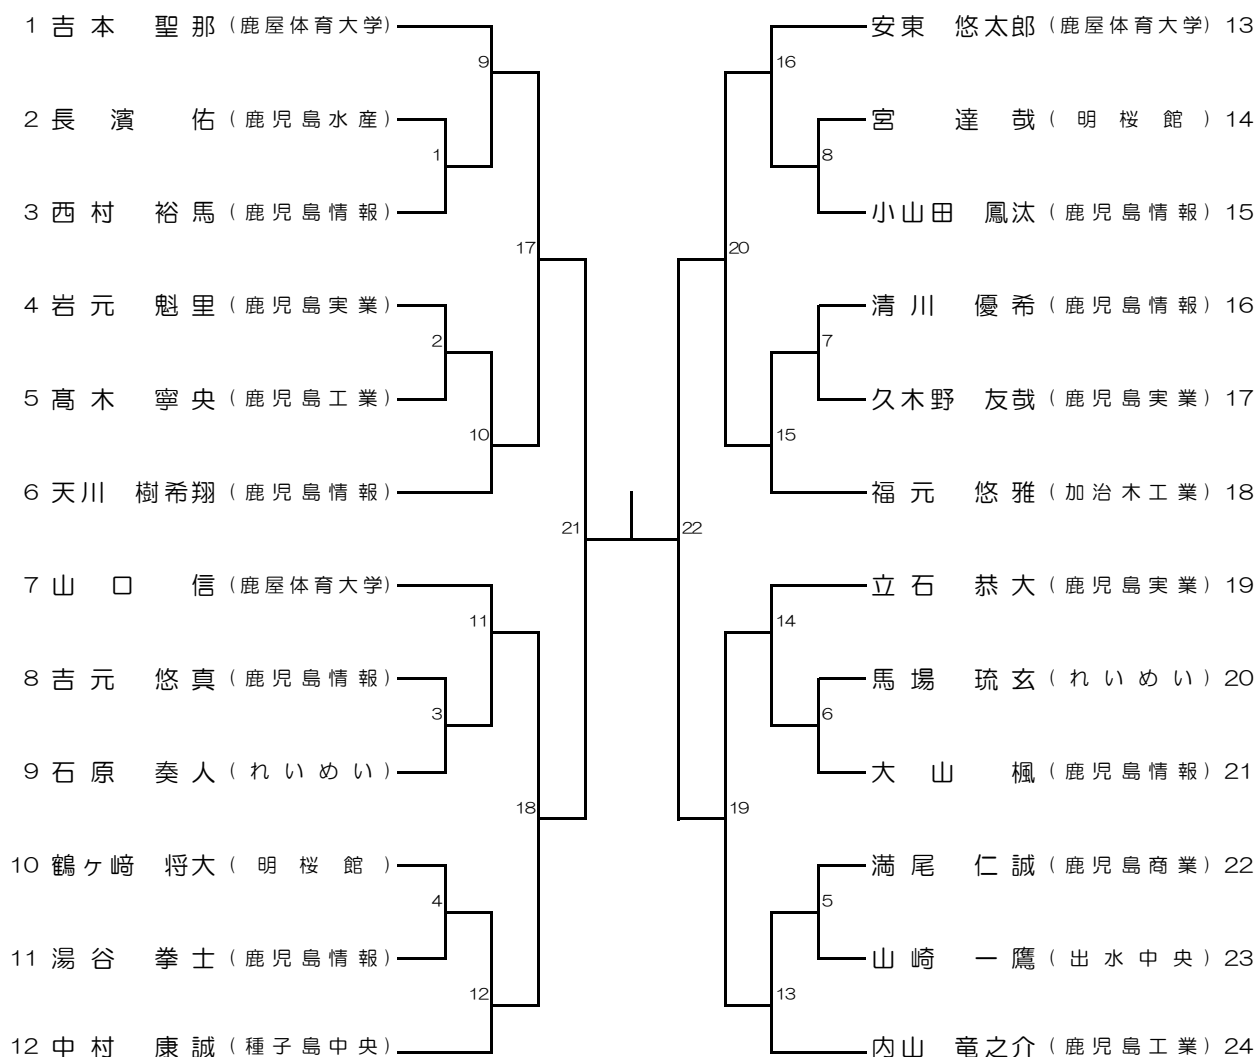 1 吉本 聖那 (鹿屋体育大学) 安東 悠太郎 (鹿屋体育大学) 13
9 16
2 長濱 佑 (鹿児島水産) 宮 達哉 (明桜館) 14
1 8
3 西村 裕馬 (鹿児島情報) 小山田 鳳汰 (鹿児島情報) 15
17 20
4 岩元 魁里 (鹿児島実業) 清川 優希 (鹿児島情報) 16
2 7
5 髙木 寧央 (鹿児島工業) 久木野 友哉 (鹿児島実業) 17
10 15
6 天川 樹希翔 (鹿児島情報) 福元 悠雅 (加治木工業) 18
21 22
7 山口 信 (鹿屋体育大学) 立石 恭大 (鹿児島実業) 19
11 14
8 吉元 悠真 (鹿児島情報) 馬場 琉玄 (れいめい) 20
3 6
9 石原 奏人 (れいめい) 大山 楓 (鹿児島情報) 21
18 19
10 鶴ヶ﨑 将大 (明桜館) 満尾 仁誠 (鹿児島商業) 22
4 5
11 湯谷 拳士 (鹿児島情報) 山崎 一鷹 (出水中央) 23
12 13
12 中村 康誠 (種子島中央) 内山 竜之介 (鹿児島工業) 24